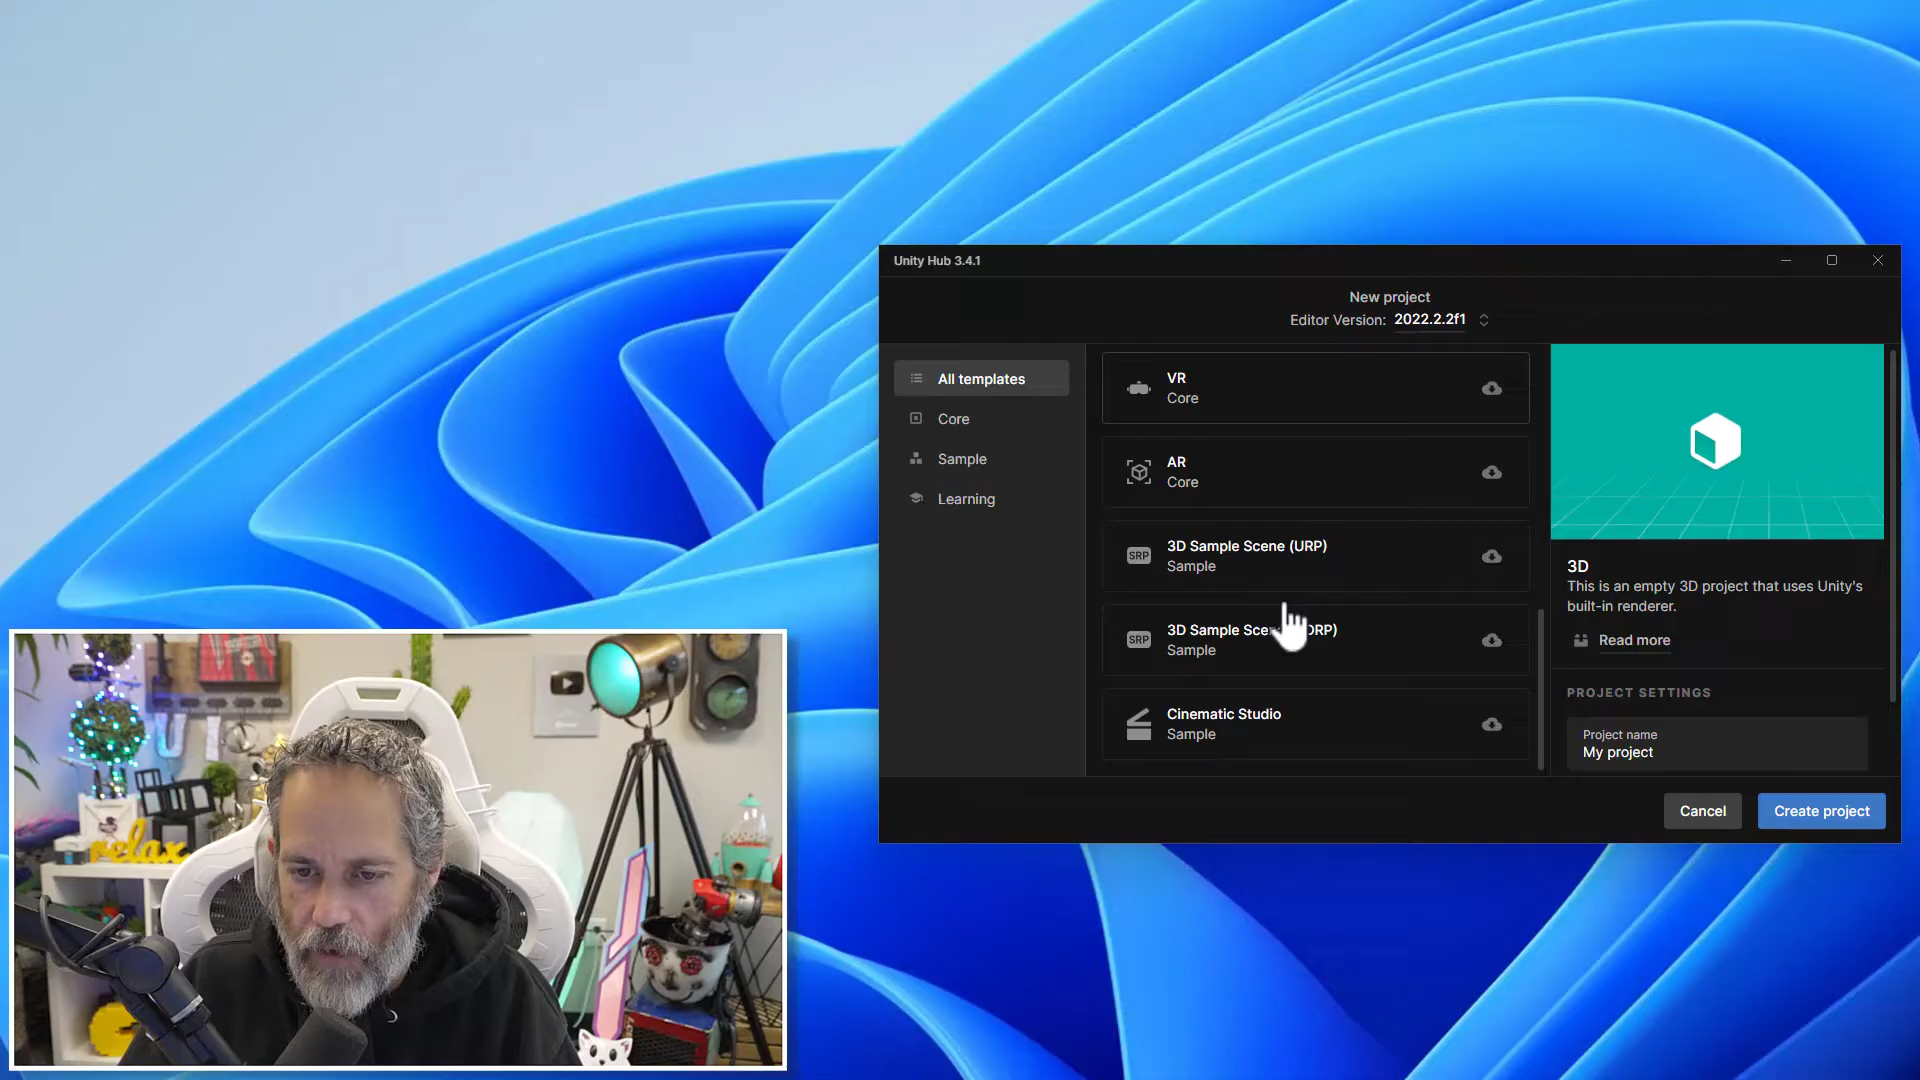 Unity Hub 3.4.1
New project
Editor Version: 2022.2.2f1
All templates
Core
Sample
Learning
VR
Core
AR
Core
SRP
3D Sample Scene (URP)
Sample
SRP
3D Sample
Sample
Cinematic Studio
Sample
3D
This is an empty 3D project that uses Unity's
built-in renderer.
Read more
PROJECT SETTINGS
Project name
My project
Cancel
Create project
relax